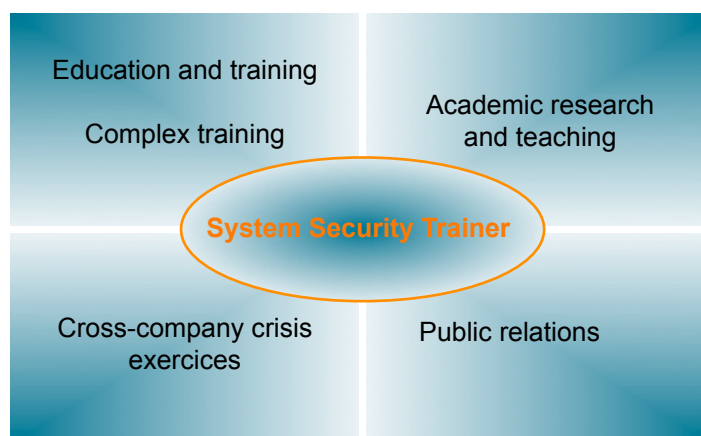 Education and training
Complex training
Academic research
and teaching
System Security Trainer
Cross-company crisis
exercices
Public relations